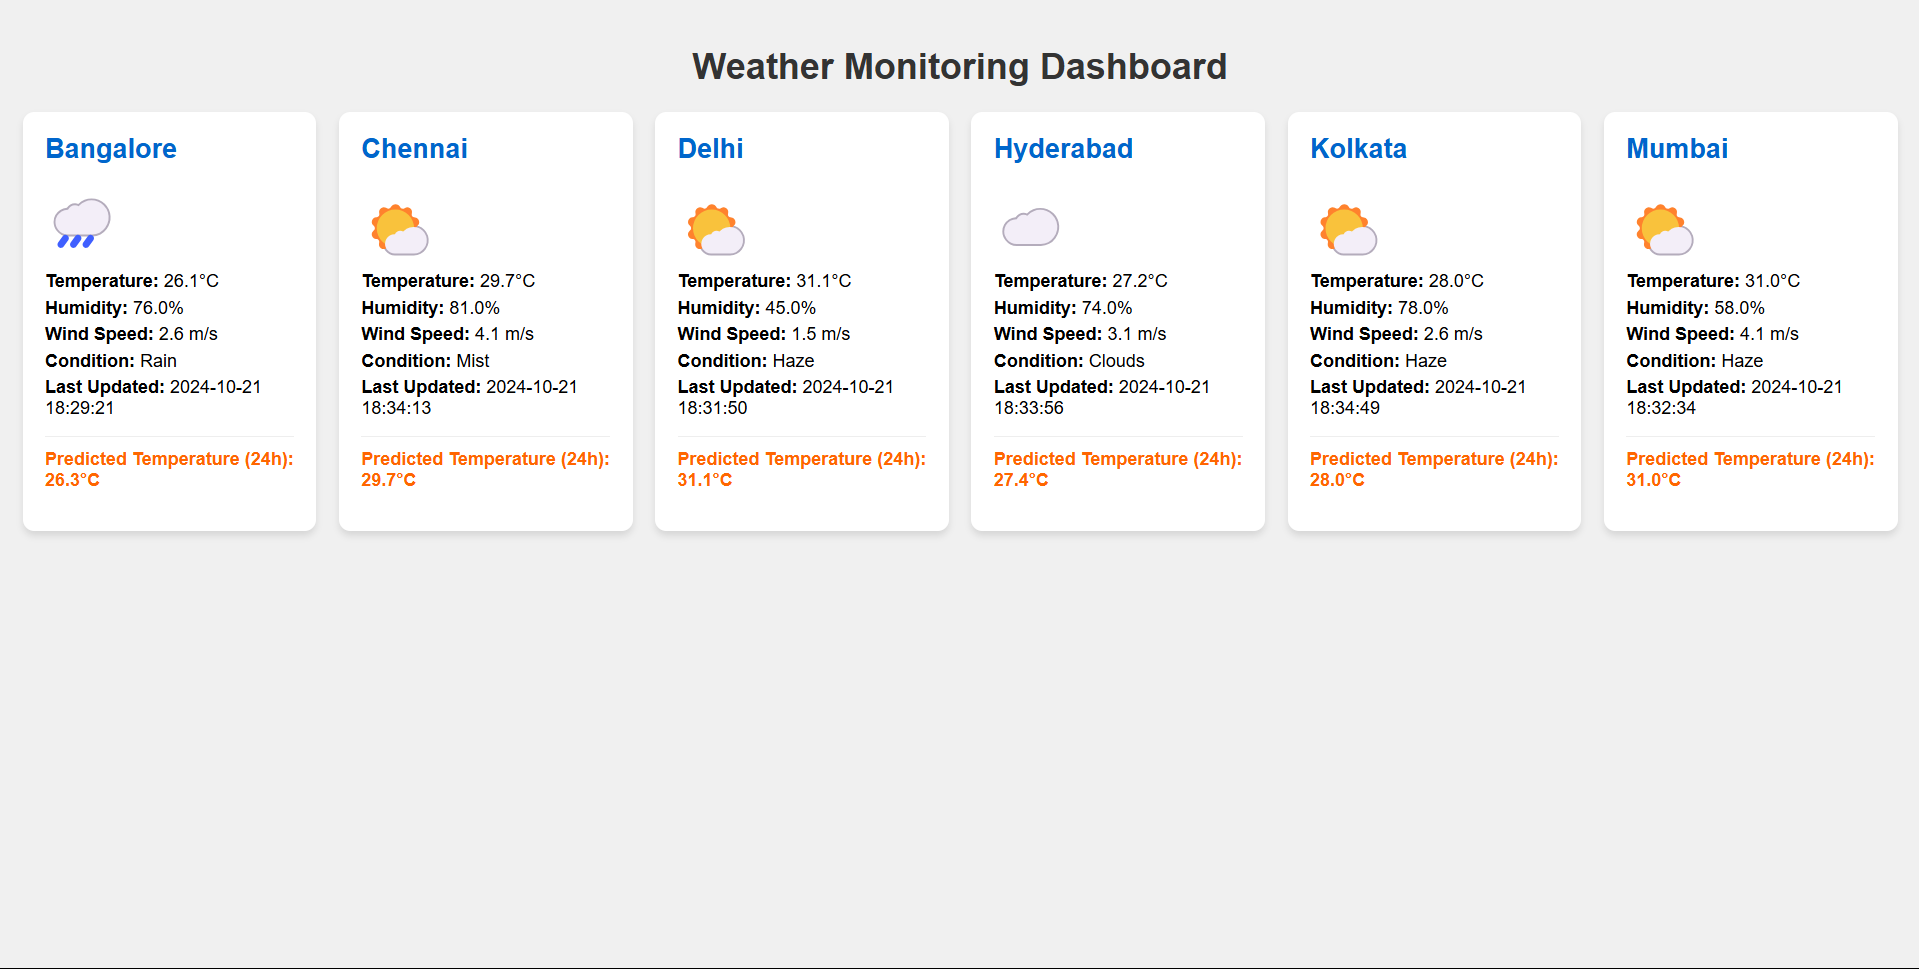 Weather Monitoring Dashboard
Bangalore
Temperature: 26.1°C
Humidity: 76.0%
Wind Speed: 2.6 m/s
Condition: Rain
Last Updated: 2024-10-21
18:29:21
Predicted Temperature (24h):
26.3°C
Chennai
Temperature: 29.7°C
Humidity: 81.0%
Wind Speed: 4.1 m/s
Condition: Mist
Last Updated: 2024-10-21
18:34:13
Predicted Temperature (24h):
29.7°C
Delhi
Temperature: 31.1°C
Humidity: 45.0%
Wind Speed: 1.5 m/s
Condition: Haze
Last Updated: 2024-10-21
18:31:50
Predicted Temperature (24h):
31.1°C
Hyderabad
Temperature: 27.2°C
Humidity: 74.0%
Wind Speed: 3.1 m/s
Condition: Clouds
Last Updated: 2024-10-21
18:33:56
Predicted Temperature (24h):
27.4°C
Kolkata
Temperature: 28.0°C
Humidity: 78.0%
Wind Speed: 2.6 m/s
Condition: Haze
Last Updated: 2024-10-21
18:34:49
Predicted Temperature (24h):
28.0°C
Mumbai
Temperature: 31.0°C
Humidity: 58.0%
Wind Speed: 4.1 m/s
Condition: Haze
Last Updated: 2024-10-21
18:32:34
Predicted Temperature (24h):
31.0°C